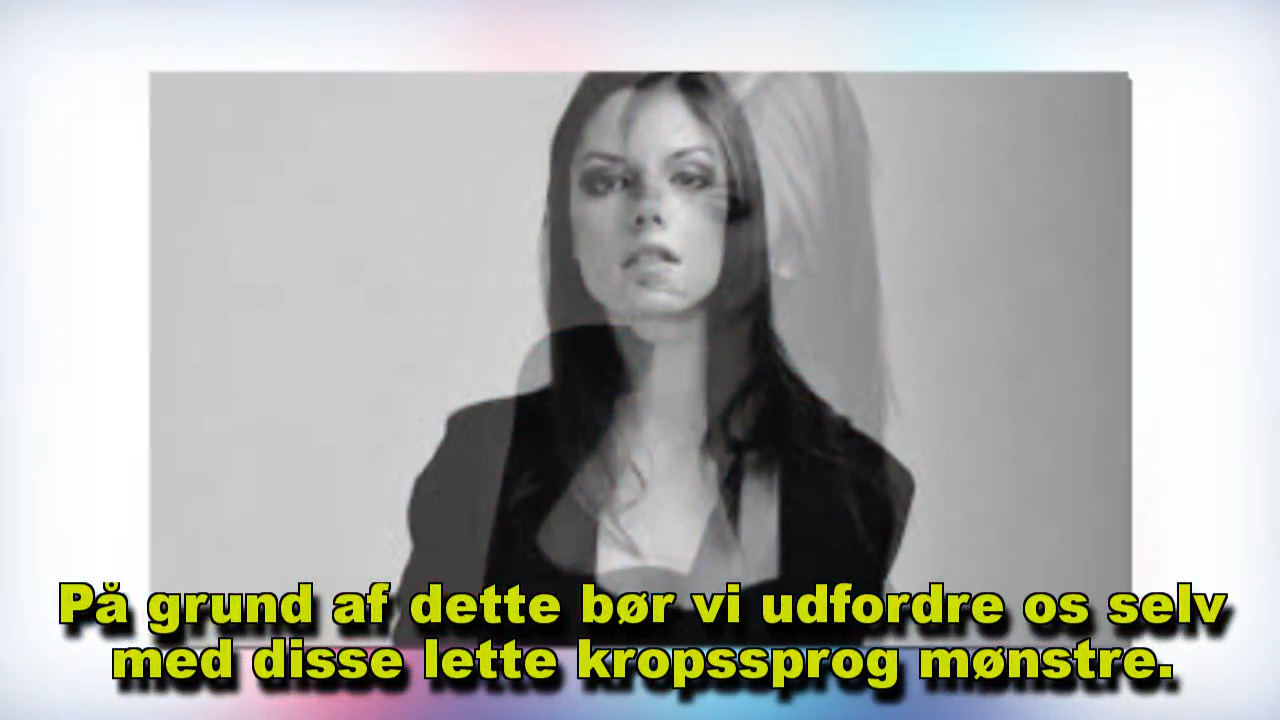 På grund af dette bør vi udfordre os selv
med disse lette kropssprog mønstre.